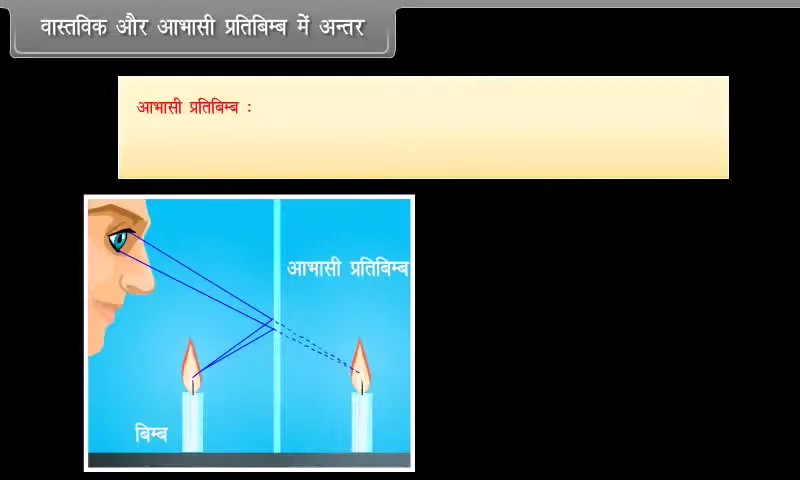 वास्तविक और आभासी प्रतिबिम्ब में अन्तर
आभासी प्रतिबिम्ब :
आभासी प्रतिबिम्ब
बिम्ब